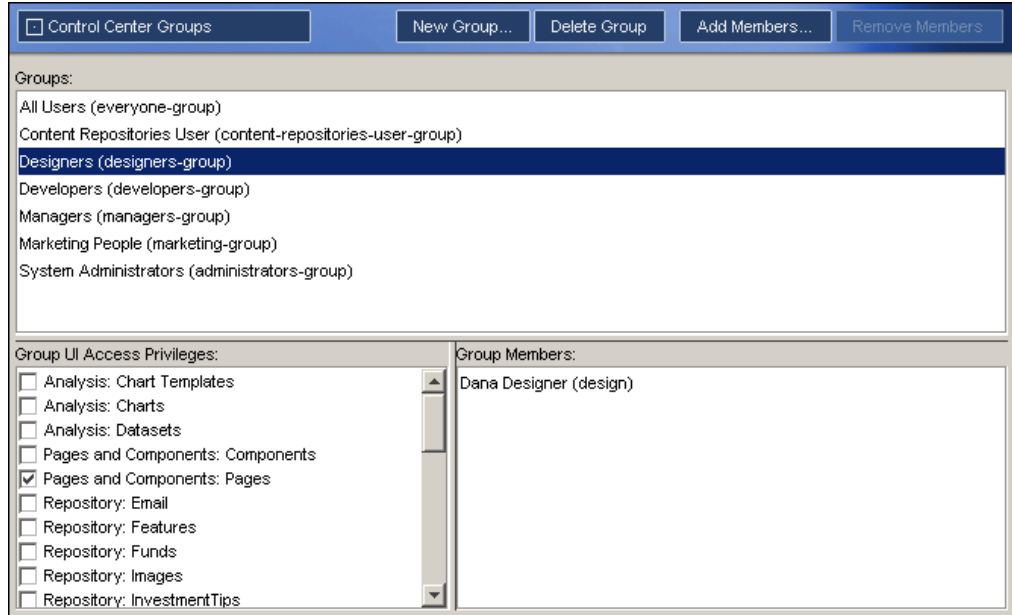 Control Center Groups
New Group...
Delete Group
Add Members...
Remove Members
Groups:
All Users (everyone-group)
Content Repositories User (content-repositories-user-group)
Designers (designers-group)
Developers (developers-group)
Managers (managers-group)
Marketing People (marketing-group)
System Administrators (administrators-group)
Group UI Access Privileges:
Analysis: Chart Templates
Analysis: Charts
Analysis: Datasets
Pages and Components: Components
Pages and Components: Pages
Repository: Email
Repository: Features
Repository: Funds
Repository: Images
Repository: InvestmentTips
Group Members:
Dana Designer (design)